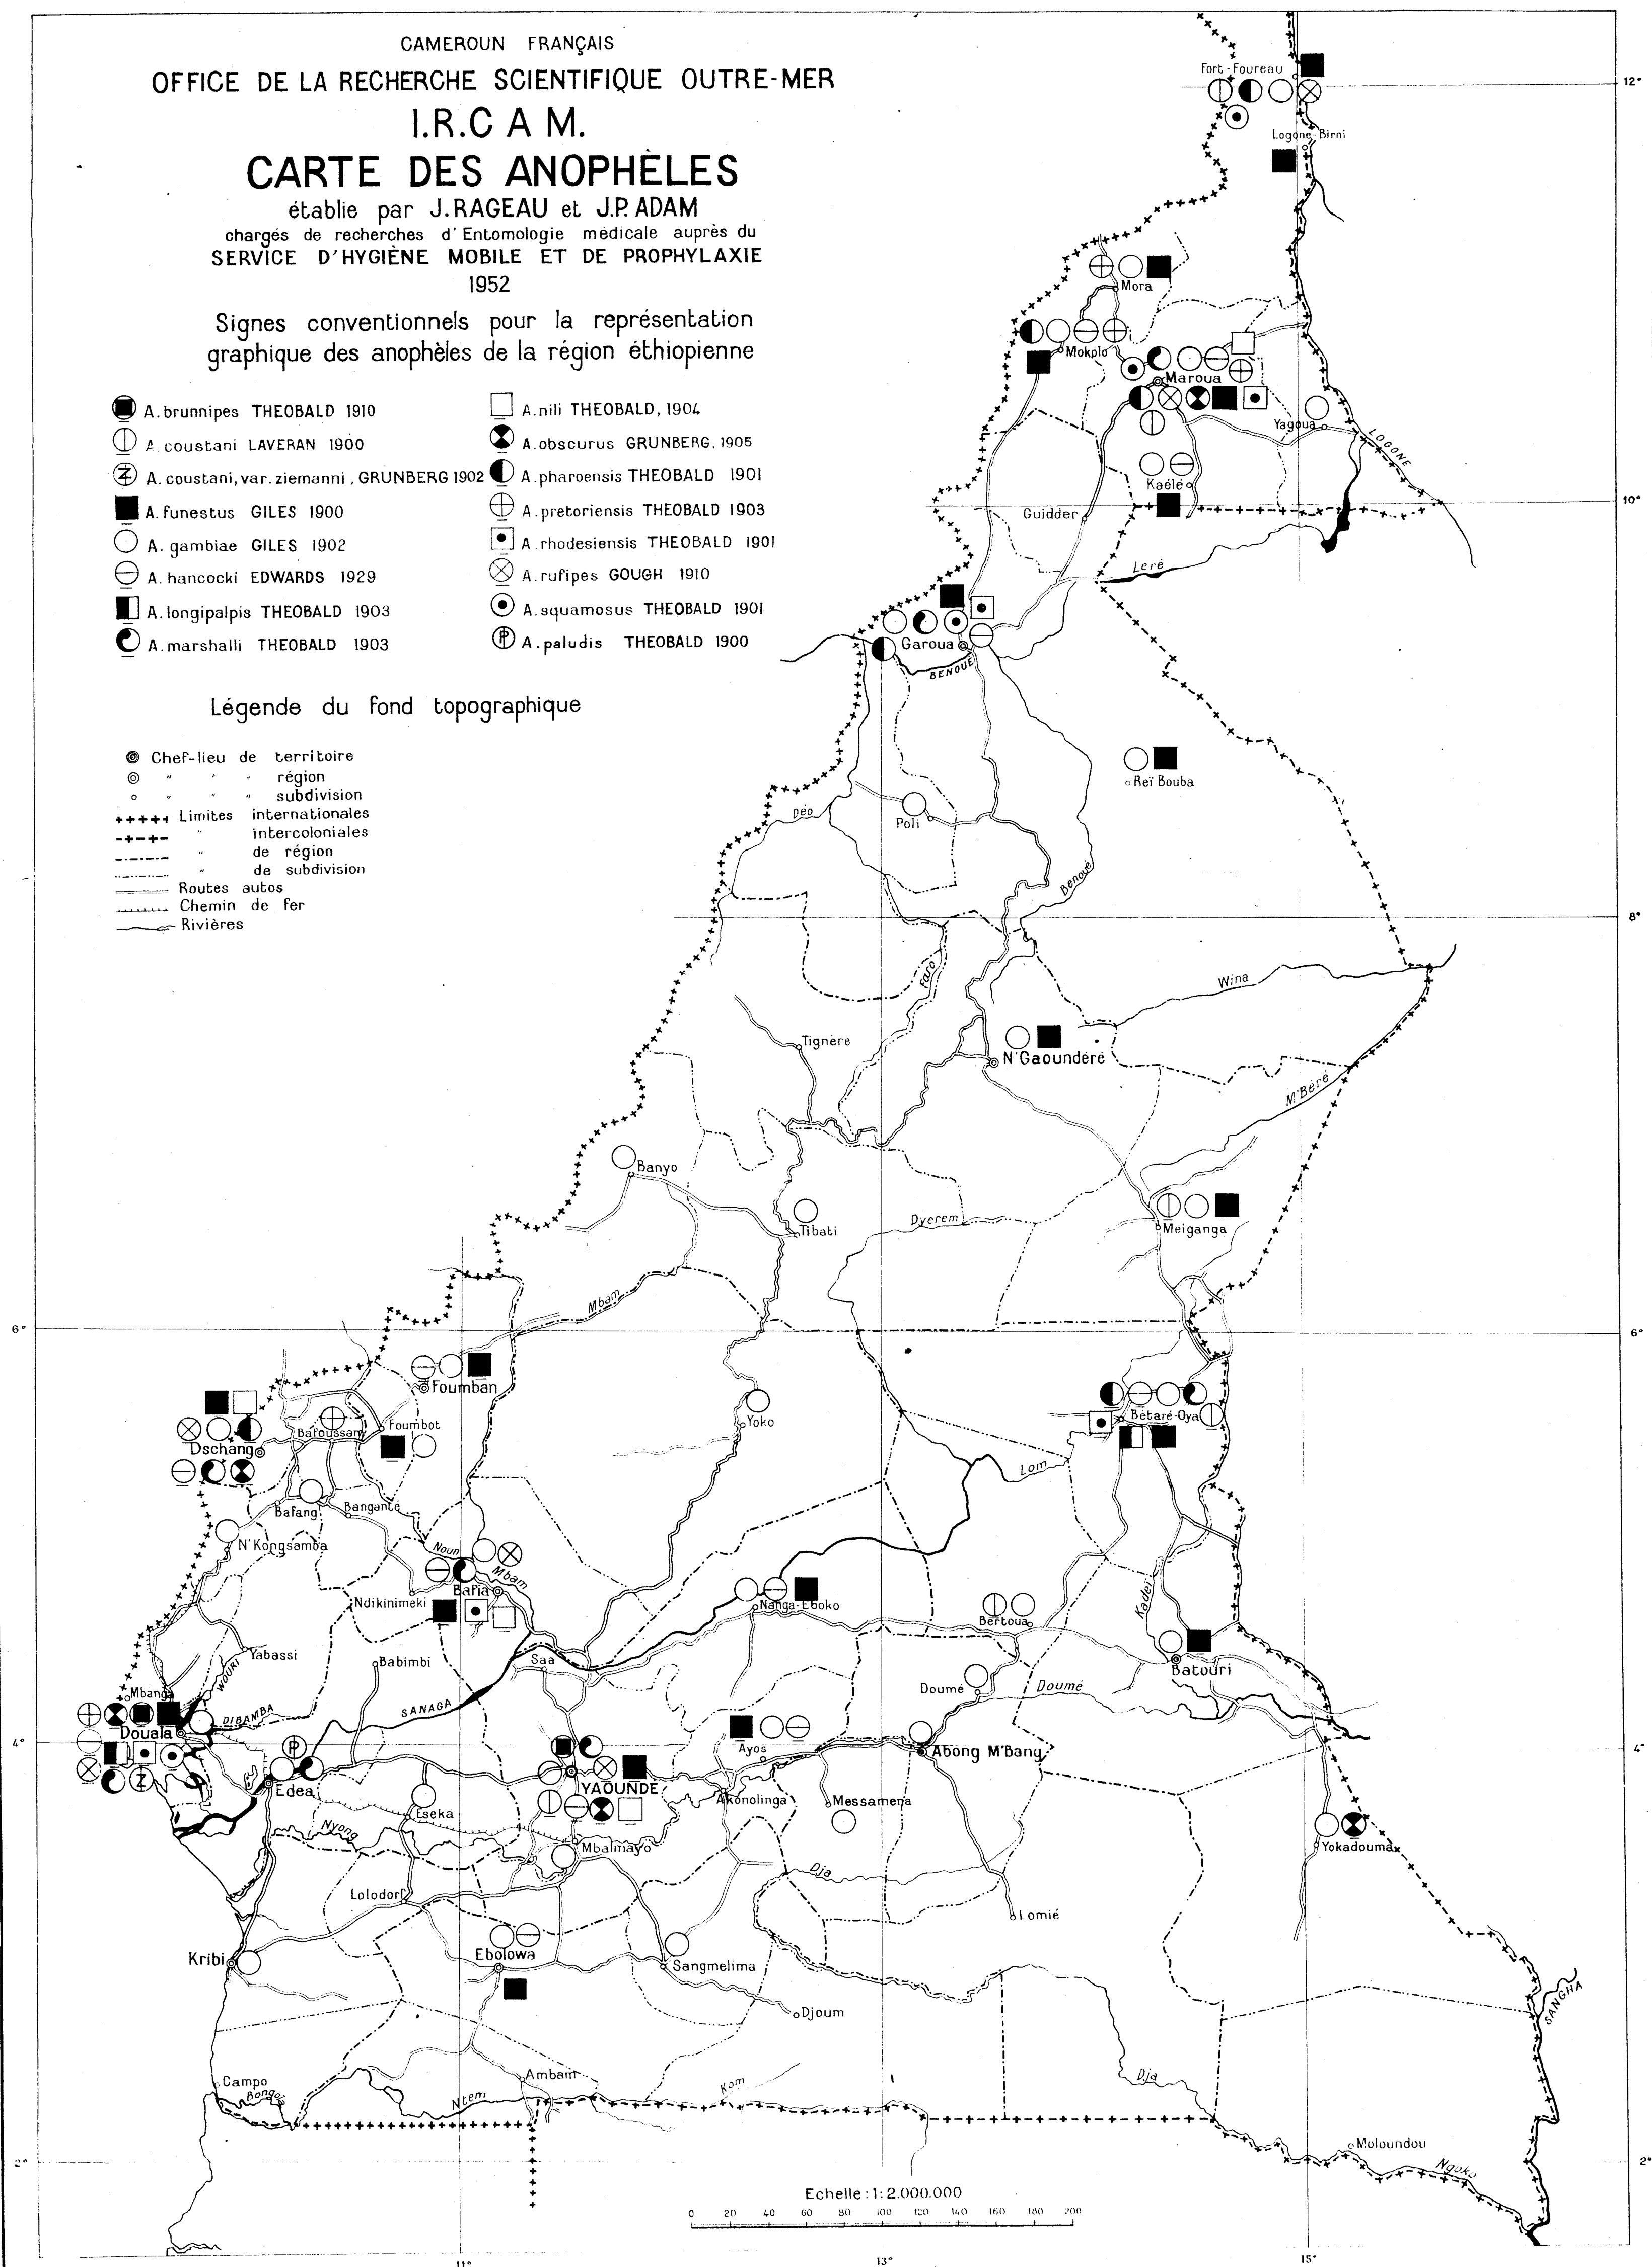 CAMEROUN FRANÇAIS
OFFICE DE LA RECHERCHE SCIENTIFIQUE OUTRE-MER
I.R.C A M.
CARTE DES ANOPHÈLES
établie par J. RAGEAU et J.P. ADAM
chargés de recherches d'Entomologie médicale auprès du
SERVICE D'HYGIÈNE MOBILE ET DE PROPHYLAXIE
1952
Signes conventionnels pour la représentation
graphique des anophèles de la région éthiopienne
A. brunnipes THEOBALD 1910
A. coustani LAVERAN 1900
A. coustani, var. ziemanni, GRUNBERG 1902
A. funestus GILES 1900
A. gambiae GILES 1902
A. hancocki EDWARDS 1929
A. longipalpis THEOBALD 1903
A. marshalli THEOBALD 1903
A. nili THEOBALD, 1904
A. obscurus GRUNBERG, 1905
A. pharoensis THEOBALD 1901
A. pretoriensis THEOBALD 1903
A. rhodesiensis THEOBALD 1901
A. rufipes GOUGH 1910
A. squamosus THEOBALD 1901
A. paludis THEOBALD 1900
Légende du fond topographique
Chef-lieu de territoire
" " " région
" " " subdivision
Limites internationales
" intercoloniales
" de région
" de subdivision
Routes autos
Chemin de fer
Rivières
Fort-Foureau
12°
Logone-Birni
Mora
Mokolo
Maroua
Yagoua
LOGONE
Kaélé
10°
Guidder
Leré
Garoua
BENOUÉ
Reï Bouba
Déo
Poli
Benoué
8°
Faro
Wina
Tignère
N'Gaoundéré
M'Béré
Banyo
Tibati
Dyerem
Meiganga
Mbam
6°
6°
Foumban
Foumbot
Bafoussam
Dschang
Yoko
Bétaré-Oya
Lom
Bafang
Banganté
N'Kongsamba
Noun
Mbam
Bafia
Ndikinimeki
Nanga-Eboko
Bertoua
Kadei
Batouri
Yabassi
WOURI
Babimbi
Saa
Doumé
Doumé
Mbanga
DIBAMBA
SANAGA
Douala
4°
4°
Ayos
Abong M'Bang
Edea
P
Z
YAOUNDE
Akonolinga
Messamena
Eseka
Nyong
Mbalmayo
Yokadouma
Dja
Lolodorf
Lomié
Kribi
Ebolowa
Sangmelima
Djoum
SANGHA
Campo
Bongo
Ambam
Ntem
Kom
Dja
Moloundou
Ngoko
2°
2°
Echelle: 1: 2.000.000
0 20 40 60 80 100 120 140 160 180 200
11°
13°
15°